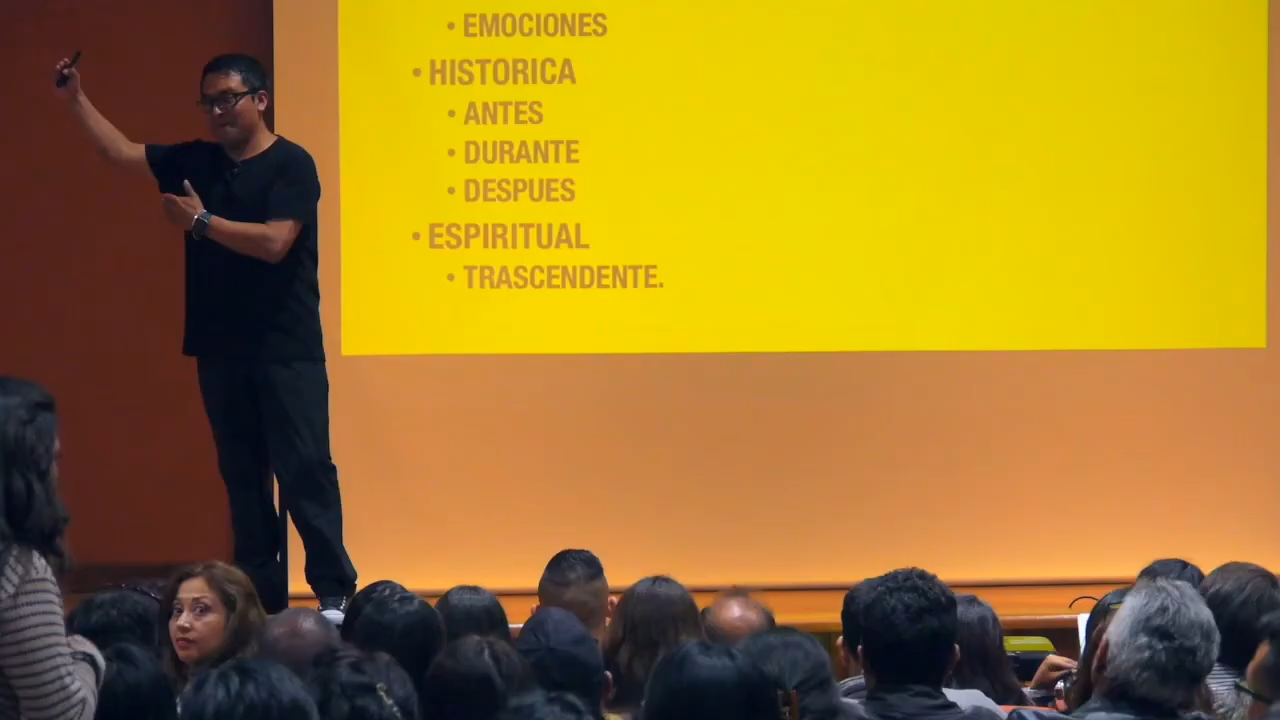 • EMOCIONES
• HISTORICA
• ANTES
• DURANTE
• DESPUES
• ESPIRITUAL
• TRASCENDENTE.